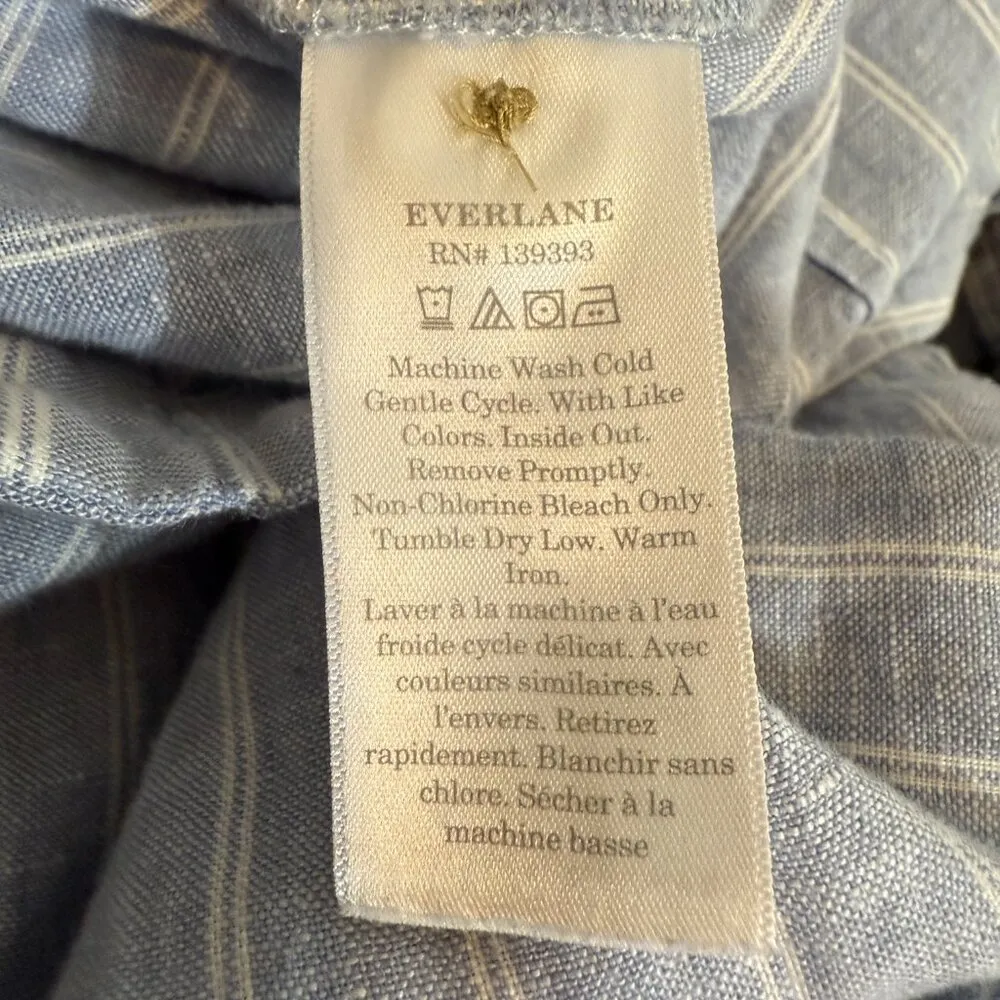 EVERLANE
RN# 139393
Machine Wash Cold
Gentle Cycle. With Like
Colors. Inside Out.
Remove Promptly.
Non-Chlorine Bleach Only.
Tumble Dry Low. Warm
Iron.
Laver à la machine à l'eau
froide cycle délicat. Avec
couleurs similaires. À
l'envers. Retirez
rapidement. Blanchir sans
chlore. Sécher à la
machine basse